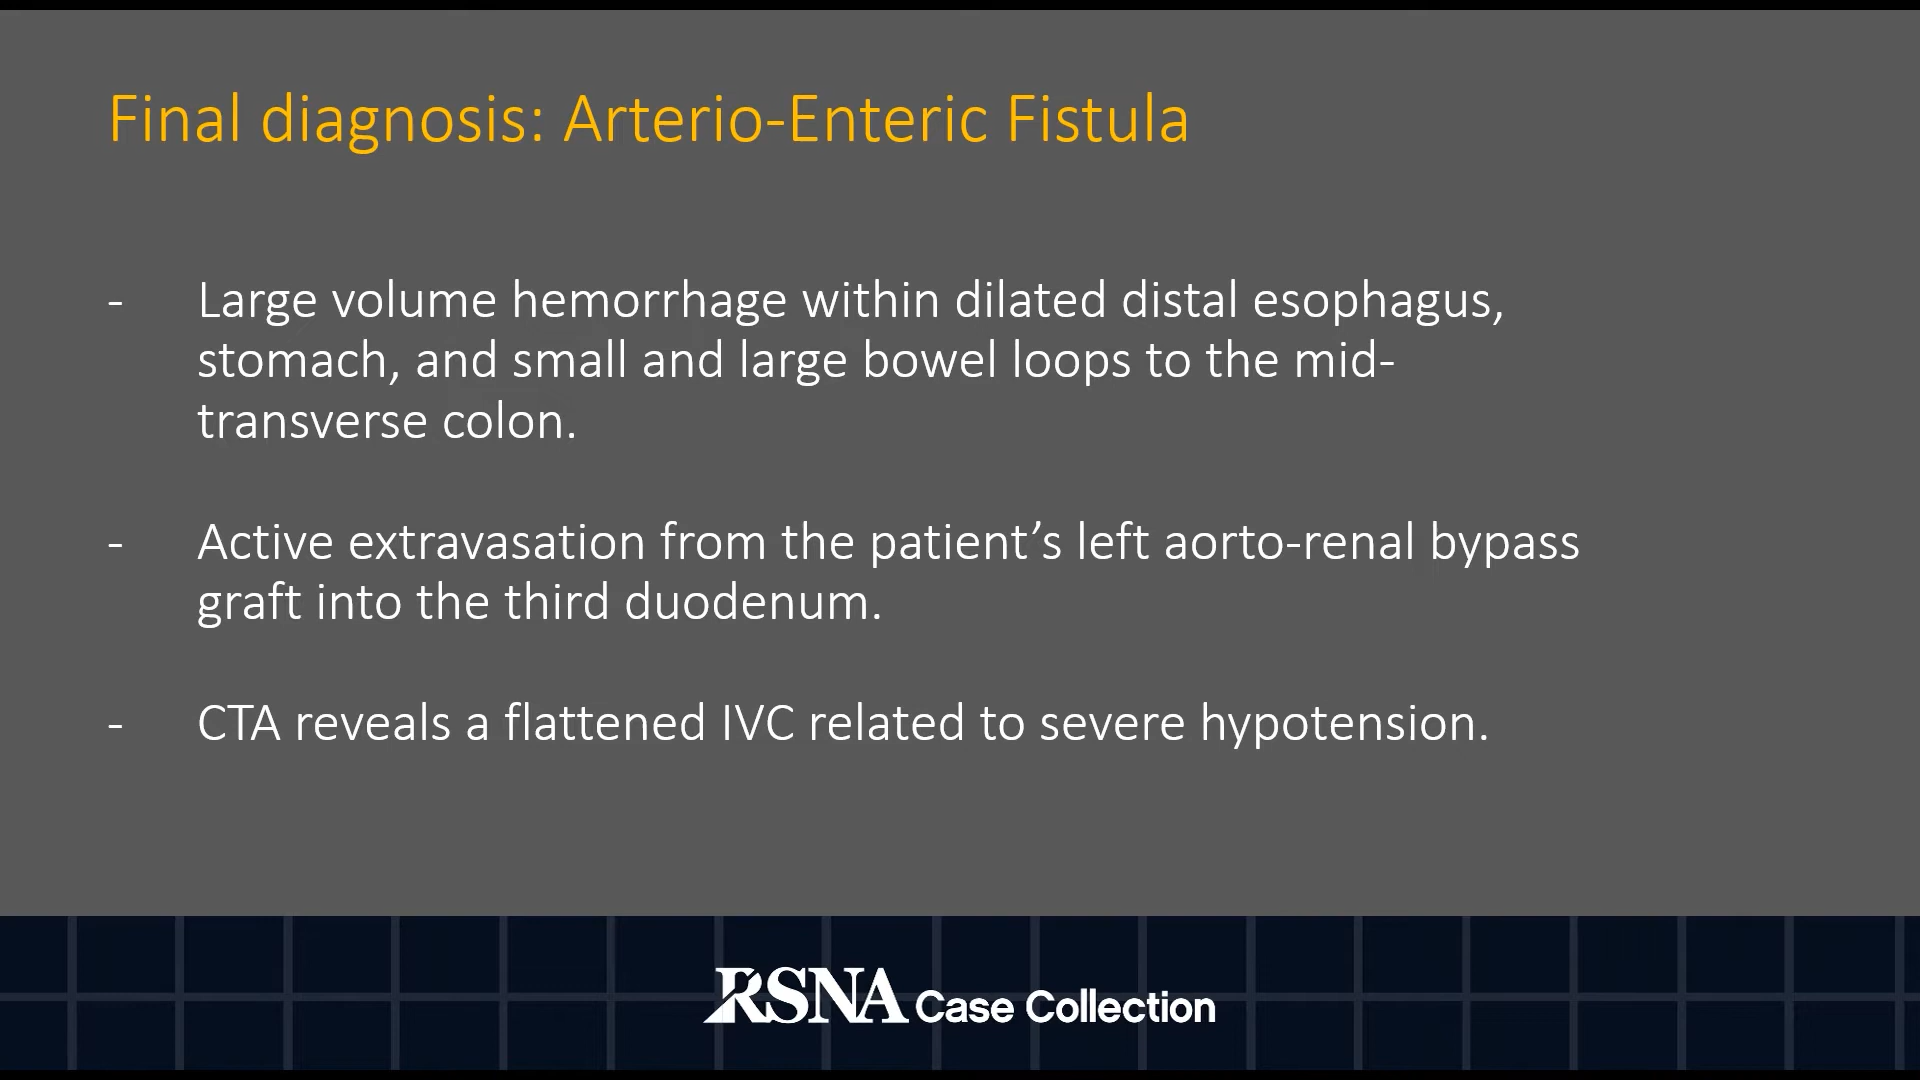 Final diagnosis: Arterio-Enteric Fistula
- Large volume hemorrhage within dilated distal esophagus,
stomach, and small and large bowel loops to the mid-
transverse colon.
- Active extravasation from the patient’s left aorto-renal bypass
graft into the third duodenum.
- CTA reveals a flattened IVC related to severe hypotension.
RSNA Case Collection